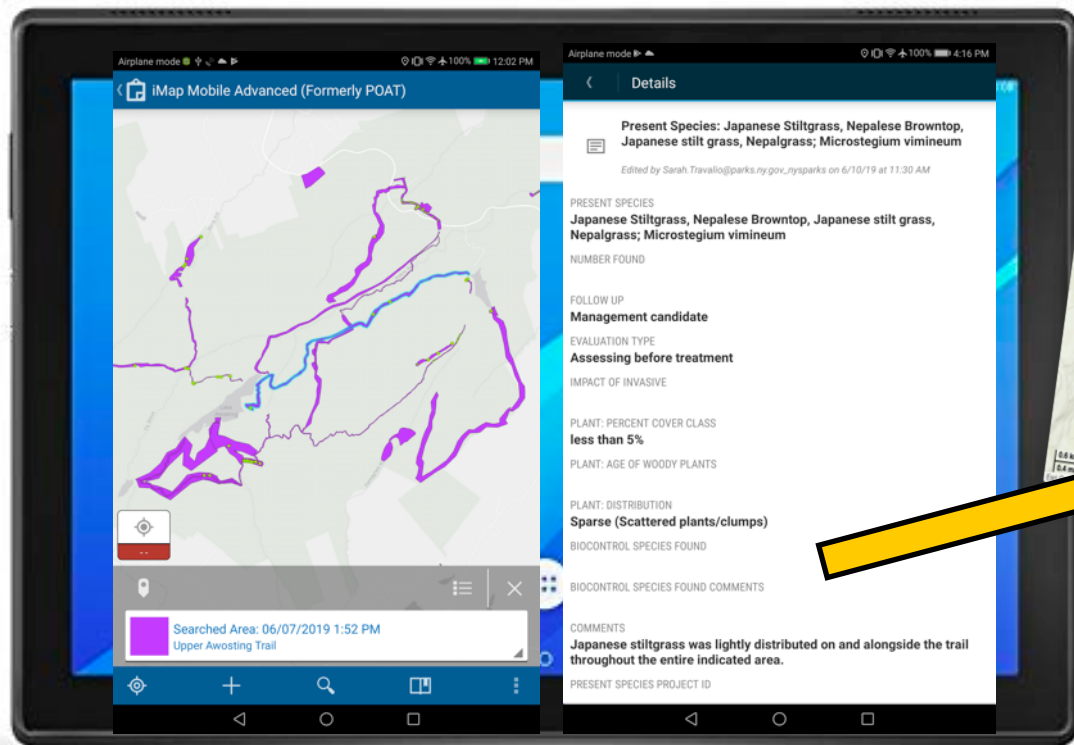 Airplane mode
100%
12:02 PM
iMap Mobile Advanced (Formerly POAT)
Searched Area: 06/07/2019 1:52 PM
Upper Awosting Trail
Airplane mode
100%
4:16 PM
Details
Present Species: Japanese Stiltgrass, Nepalese Browntop,
Japanese stilt grass, Nepalgrass; Microstegium vimineum
Edited by Sarah.Travalio@parks.ny.gov_nysparks on 6/10/19 at 11:30 AM
PRESENT SPECIES
Japanese Stiltgrass, Nepalese Browntop, Japanese stilt grass,
Nepalgrass; Microstegium vimineum
NUMBER FOUND
FOLLOW UP
Management candidate
EVALUATION TYPE
Assessing before treatment
IMPACT OF INVASIVE
PLANT: PERCENT COVER CLASS
less than 5%
PLANT: AGE OF WOODY PLANTS
PLANT: DISTRIBUTION
Sparse (Scattered plants/clumps)
BIOCONTROL SPECIES FOUND
BIOCONTROL SPECIES FOUND COMMENTS
COMMENTS
Japanese stiltgrass was lightly distributed on and alongside the trail
throughout the entire indicated area.
PRESENT SPECIES PROJECT ID